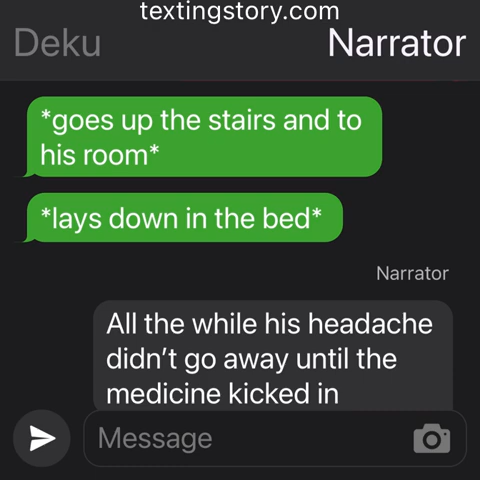 textingstory.com
Deku
Narrator
*goes up the stairs and to
his room*
*lays down in the bed*
Narrator
All the while his headache
didn’t go away until the
medicine kicked in
Message